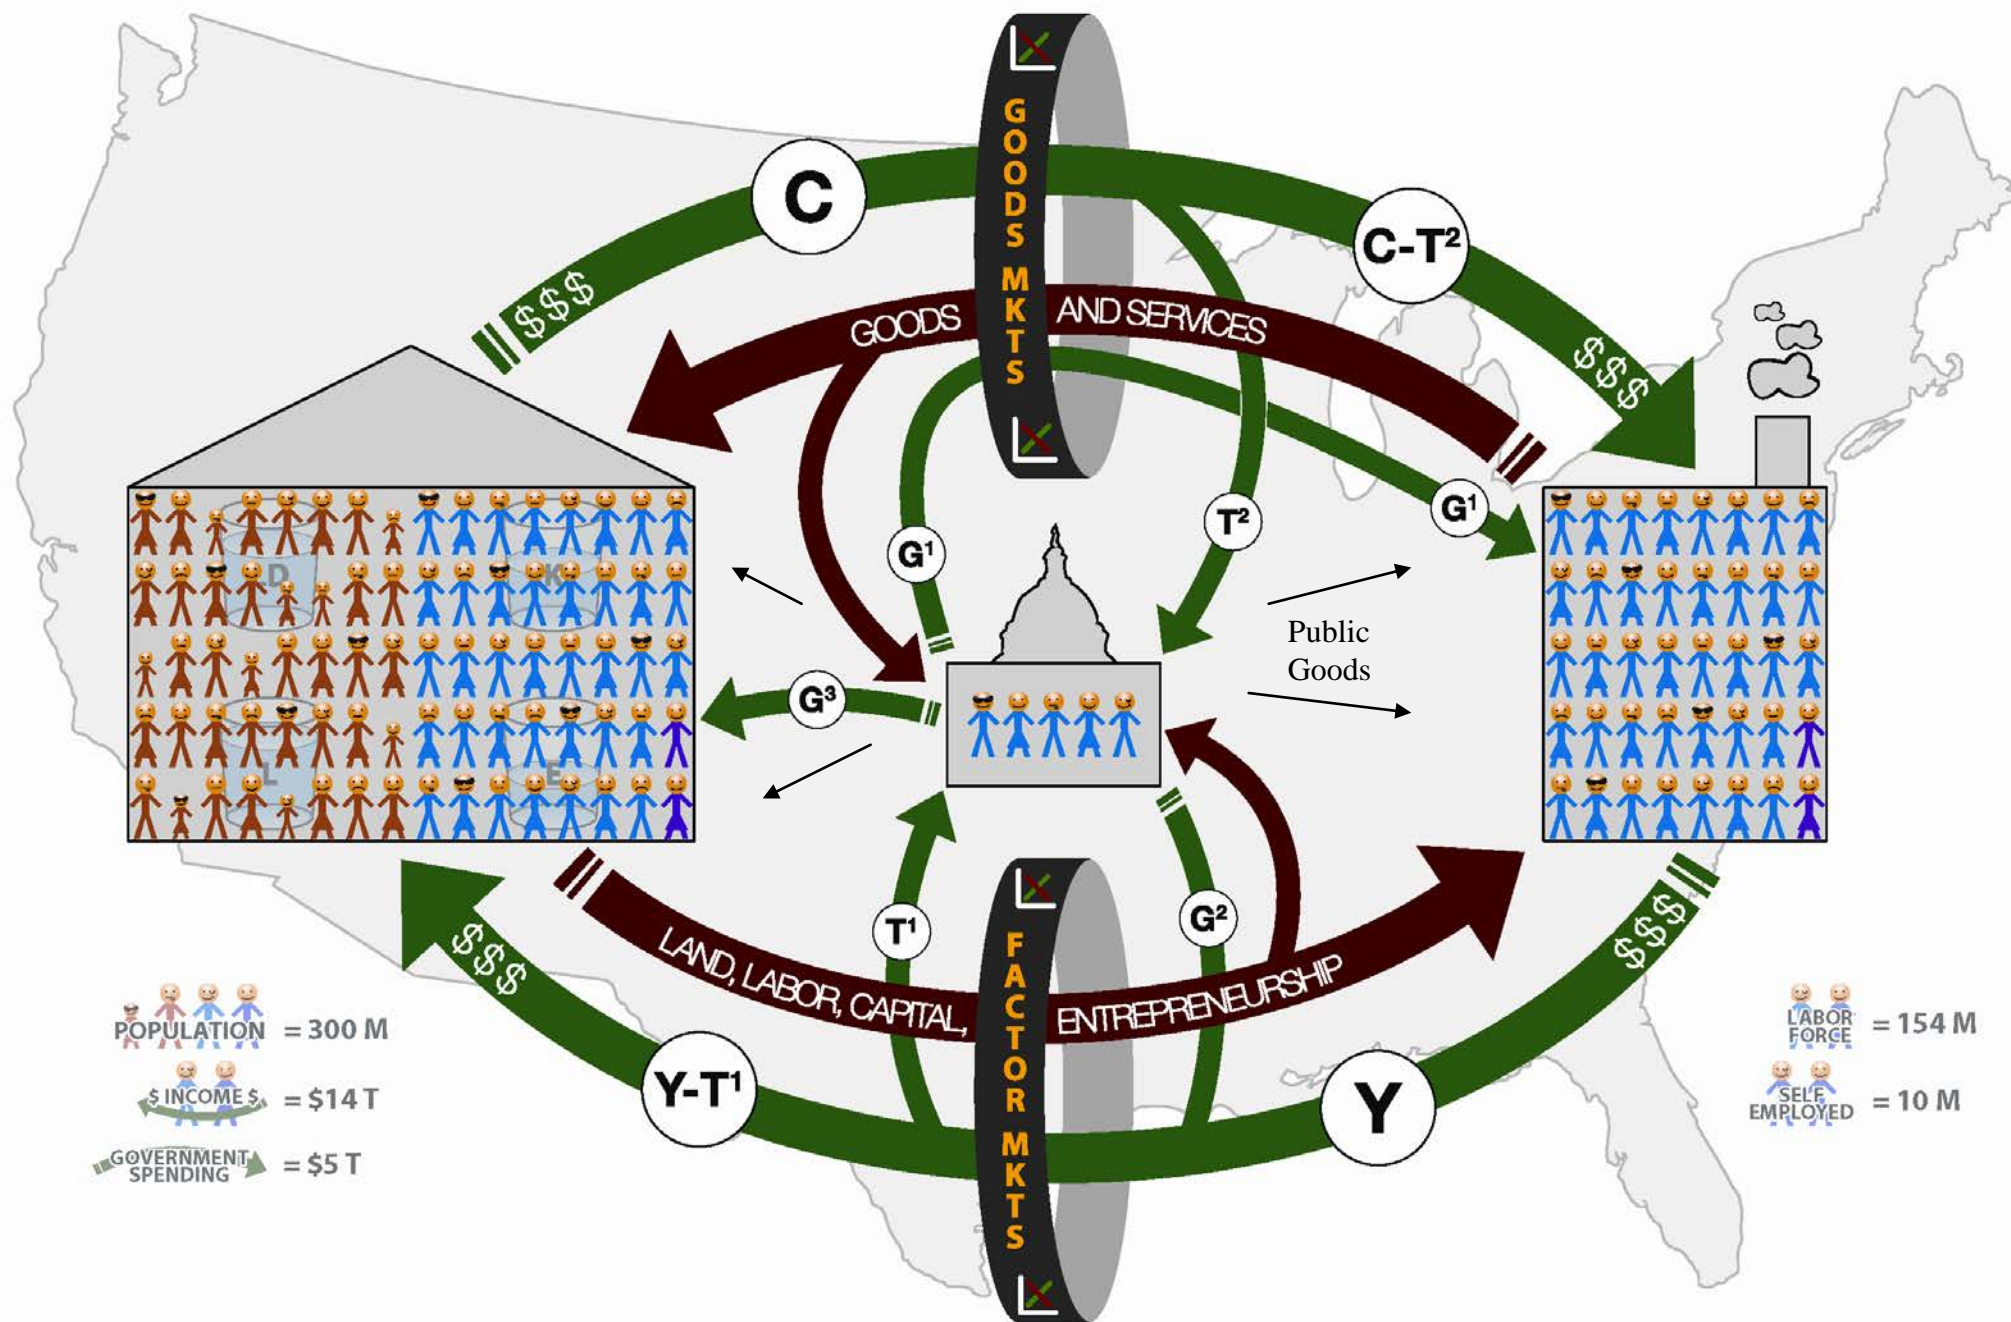 GOODS MKTS
C
C-T²
$$$
$$$
GOODS
AND SERVICES
G¹
T²
G¹
LD
K
L
E
Public
Goods
G³
T¹
G²
FACTOR MKTS
LAND, LABOR, CAPITAL,
ENTREPRENEURSHIP
$$$
$$$
Y-T¹
Y
POPULATION = 300 M
$ INCOME $ = $14 T
GOVERNMENT
SPENDING = $5 T
LABOR
FORCE = 154 M
SELF
EMPLOYED = 10 M